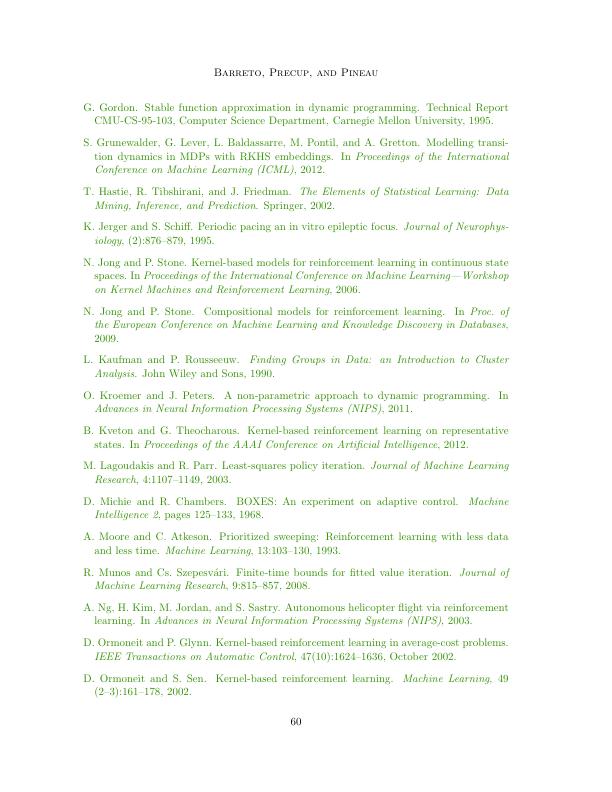 Barreto, Precup, and Pineau
G. Gordon. Stable function approximation in dynamic programming. Technical Report
CMU-CS-95-103, Computer Science Department, Carnegie Mellon University, 1995.
S. Grunewalder, G. Lever, L. Baldassarre, M. Pontil, and A. Gretton. Modelling transi-
tion dynamics in MDPs with RKHS embeddings. In Proceedings of the International
Conference on Machine Learning (ICML), 2012.
T. Hastie, R. Tibshirani, and J. Friedman. The Elements of Statistical Learning: Data
Mining, Inference, and Prediction. Springer, 2002.
K. Jerger and S. Schiff. Periodic pacing an in vitro epileptic focus. Journal of Neurophys-
iology, (2):876–879, 1995.
N. Jong and P. Stone. Kernel-based models for reinforcement learning in continuous state
spaces. In Proceedings of the International Conference on Machine Learning—Workshop
on Kernel Machines and Reinforcement Learning, 2006.
N. Jong and P. Stone. Compositional models for reinforcement learning. In Proc. of
the European Conference on Machine Learning and Knowledge Discovery in Databases,
2009.
L. Kaufman and P. Rousseeuw. Finding Groups in Data: an Introduction to Cluster
Analysis. John Wiley and Sons, 1990.
O. Kroemer and J. Peters. A non-parametric approach to dynamic programming. In
Advances in Neural Information Processing Systems (NIPS), 2011.
B. Kveton and G. Theocharous. Kernel-based reinforcement learning on representative
states. In Proceedings of the AAAI Conference on Artificial Intelligence, 2012.
M. Lagoudakis and R. Parr. Least-squares policy iteration. Journal of Machine Learning
Research, 4:1107–1149, 2003.
D. Michie and R. Chambers. BOXES: An experiment on adaptive control. Machine
Intelligence 2, pages 125–133, 1968.
A. Moore and C. Atkeson. Prioritized sweeping: Reinforcement learning with less data
and less time. Machine Learning, 13:103–130, 1993.
R. Munos and Cs. Szepesvári. Finite-time bounds for fitted value iteration. Journal of
Machine Learning Research, 9:815–857, 2008.
A. Ng, H. Kim, M. Jordan, and S. Sastry. Autonomous helicopter flight via reinforcement
learning. In Advances in Neural Information Processing Systems (NIPS), 2003.
D. Ormoneit and P. Glynn. Kernel-based reinforcement learning in average-cost problems.
IEEE Transactions on Automatic Control, 47(10):1624–1636, October 2002.
D. Ormoneit and S. Sen. Kernel-based reinforcement learning. Machine Learning, 49
(2–3):161–178, 2002.
60